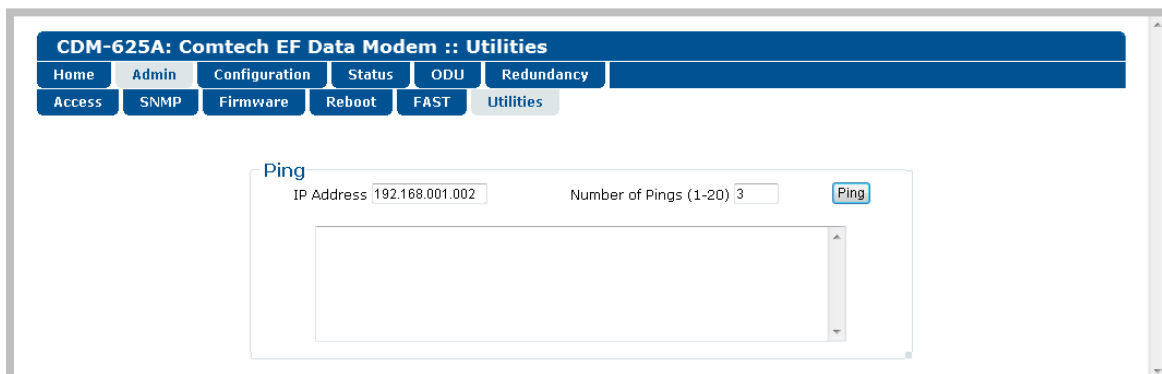 CDM-625A: Comtech EF Data Modem :: Utilities
Home Admin Configuration Status ODU Redundancy
Access SNMP Firmware Reboot FAST Utilities
Ping
IP Address 192.168.001.002 Number of Pings (1-20) 3 Ping